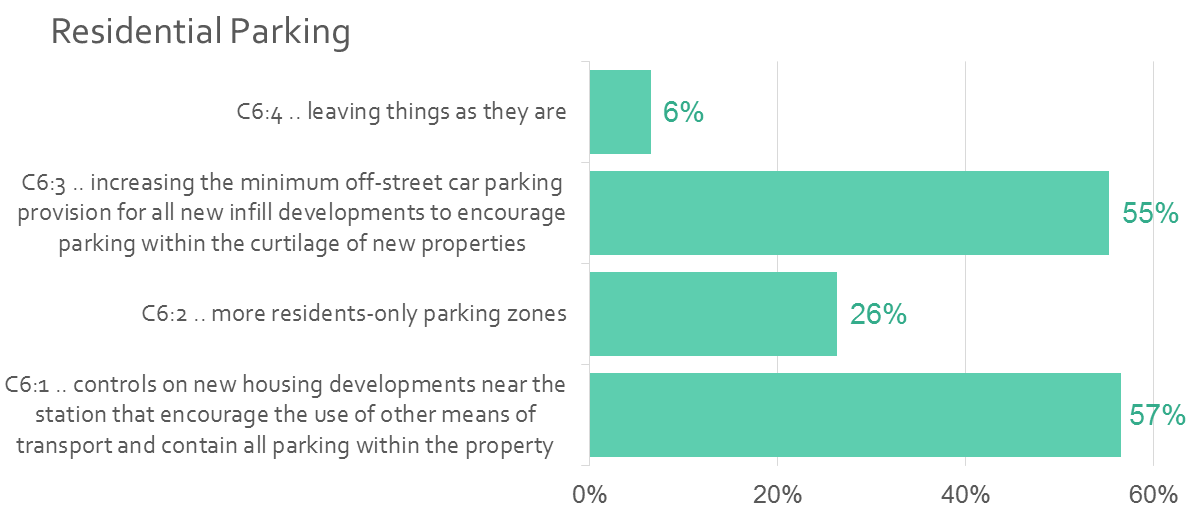 Residential Parking
C6:4 .. leaving things as they are
6%
C6:3 .. increasing the minimum off-street car parking
provision for all new infill developments to encourage
parking within the curtilage of new properties
55%
C6:2 .. more residents-only parking zones
26%
C6:1 .. controls on new housing developments near the
station that encourage the use of other means of
transport and contain all parking within the property
57%
0% 20% 40% 60%